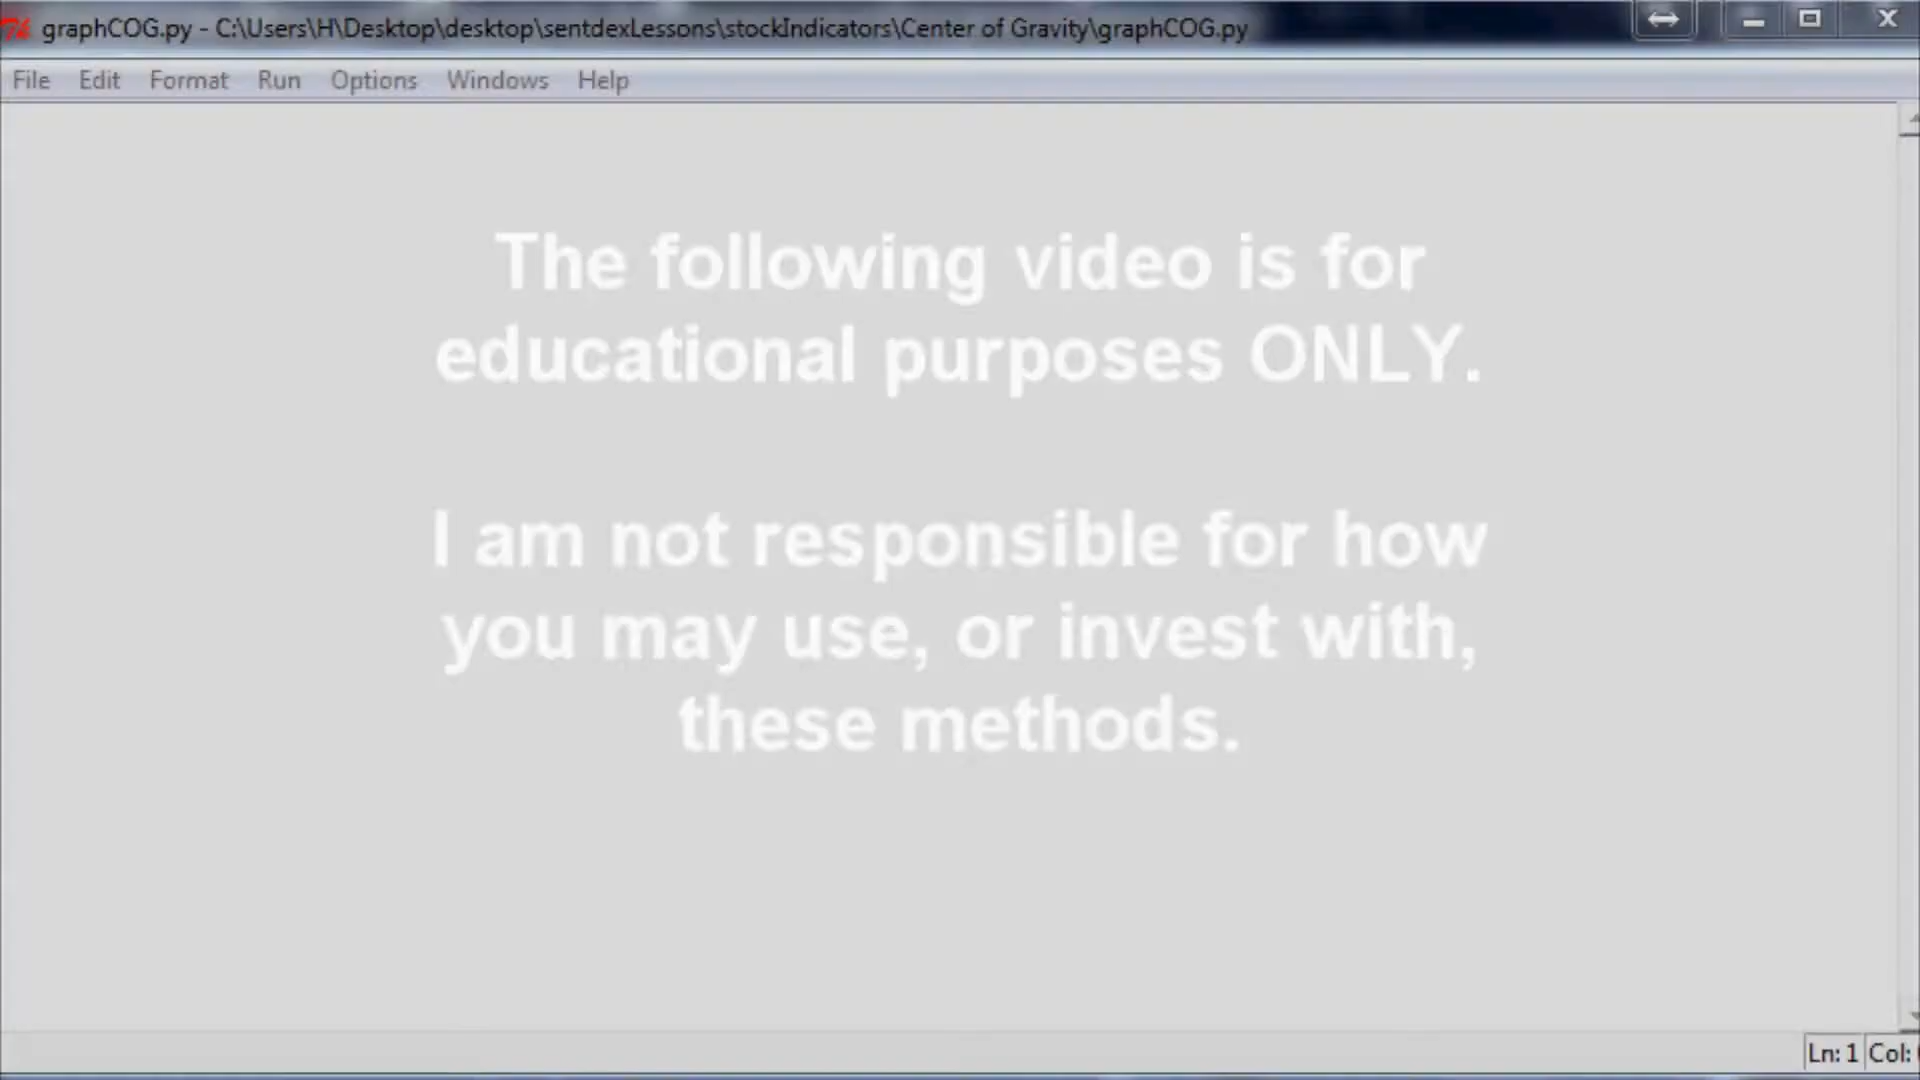 graphCOG.py - C:\Users\H\Desktop\desktop\sentdexLessons\stockIndicators\Center of Gravity\graphCOG.py
File Edit Format Run Options Windows Help
The following video is for
educational purposes ONLY.
I am not responsible for how
you may use, or invest with,
these methods.
Ln: 1 Col: